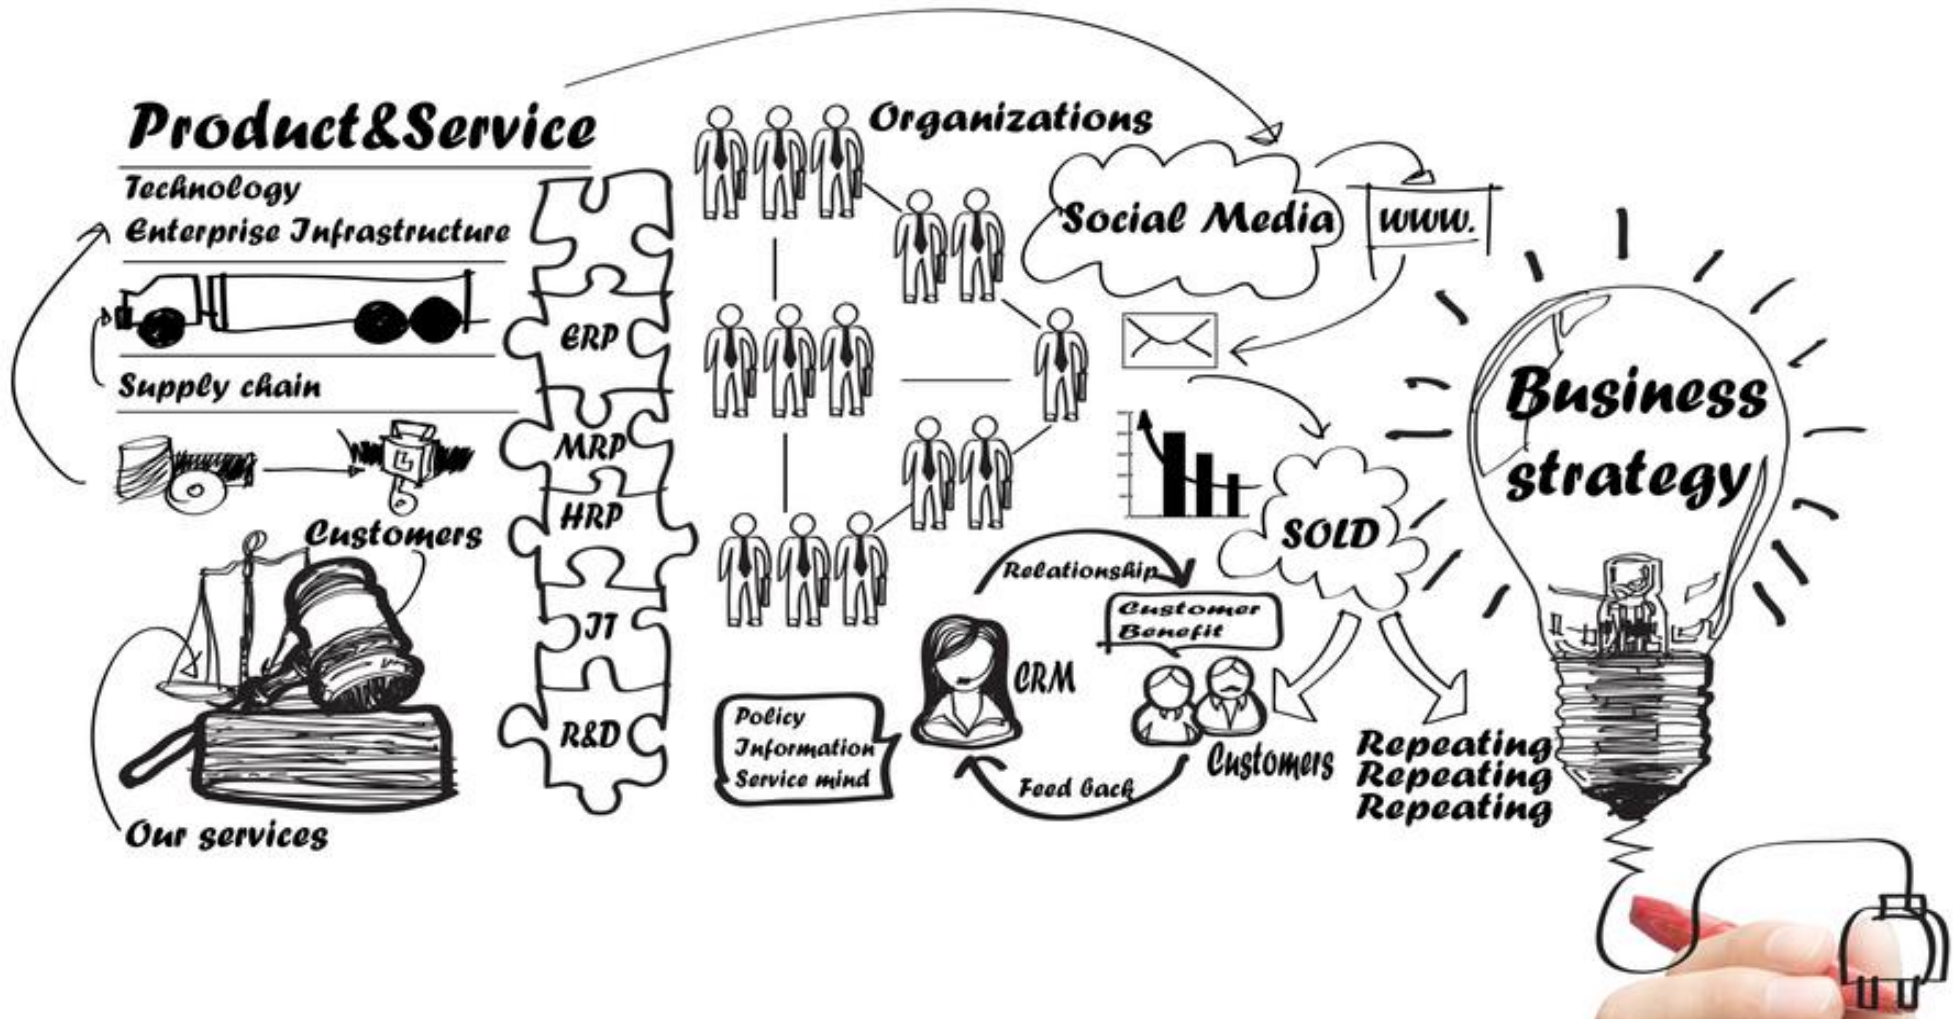 Product&Service
Technology
Enterprise Infrastructure
Supply chain
Customers
Our services
ERP
MRP
HRP
IT
R&D
Organizations
Social Media
www.
SOLD
Relationship
Customer
Benefit
CRM
Policy
Information
Service mind
Feed back
Customers
Repeating
Repeating
Repeating
Business
strategy